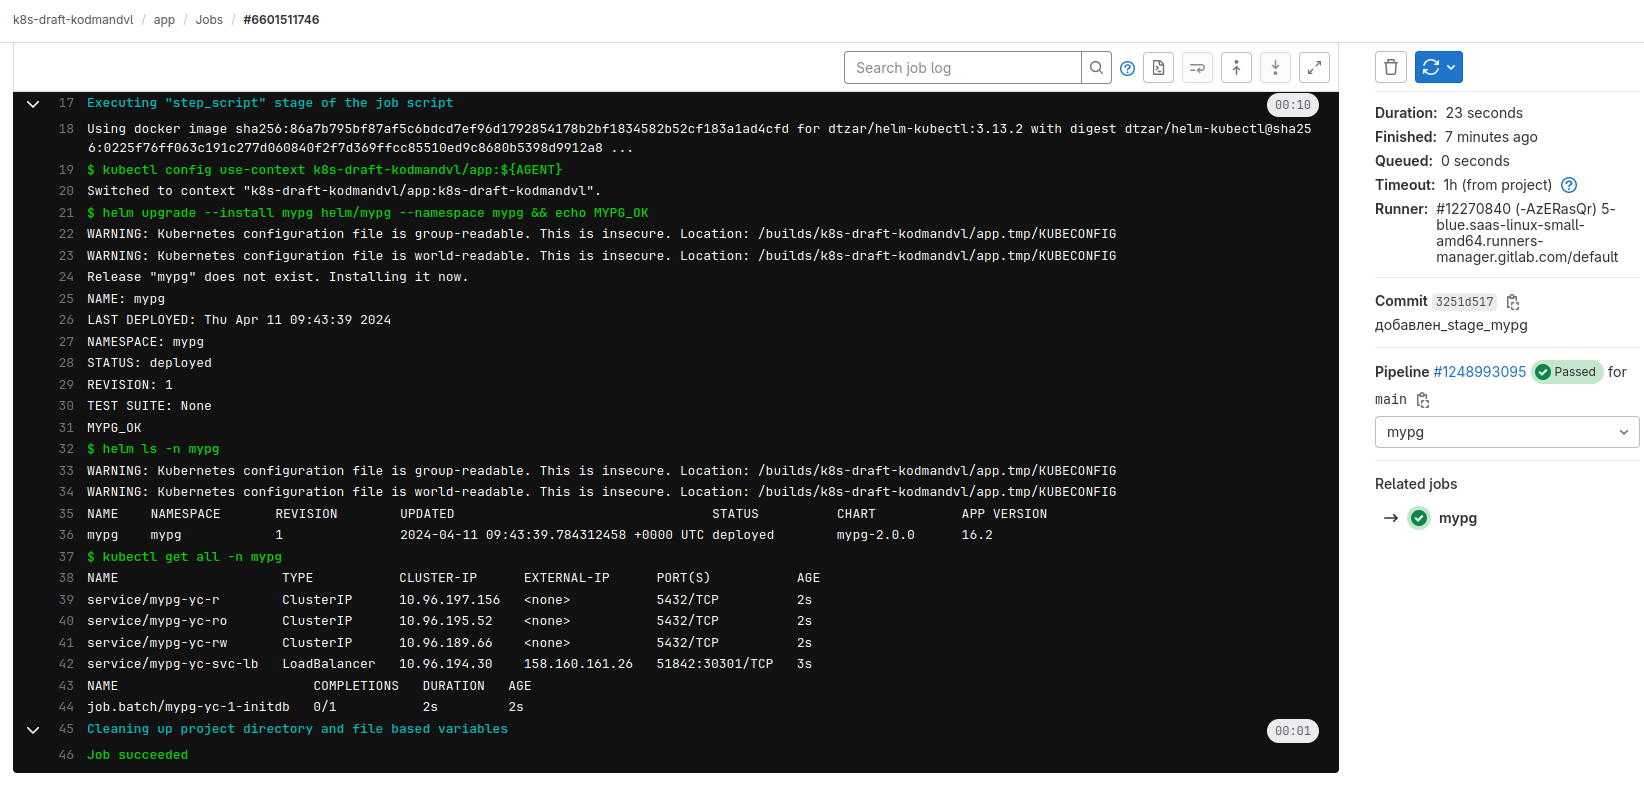 k8s-draft-kodmandvl / app / Jobs / #6601511746
Search job log
17 Executing "step_script" stage of the job script 00:10
18 Using docker image sha256:86a7b795bf87af5c6bdcd7ef96d1792854178b2bf1834582b52cf183a1ad4cfd for dtzar/helm-kubectl:3.13.2 with digest dtzar/helm-kubectl@sha25
6:0225f76ff063c191c277d060840f2f7d369ffcc85510ed9c8680b5398d9912a8 ...
19 $ kubectl config use-context k8s-draft-kodmandvl/app:${AGENT}
20 Switched to context "k8s-draft-kodmandvl/app:k8s-draft-kodmandvl".
21 $ helm upgrade --install mypg helm/mypg --namespace mypg && echo MYPG_OK
22 WARNING: Kubernetes configuration file is group-readable. This is insecure. Location: /builds/k8s-draft-kodmandvl/app.tmp/KUBECONFIG
23 WARNING: Kubernetes configuration file is world-readable. This is insecure. Location: /builds/k8s-draft-kodmandvl/app.tmp/KUBECONFIG
24 Release "mypg" does not exist. Installing it now.
25 NAME: mypg
26 LAST DEPLOYED: Thu Apr 11 09:43:39 2024
27 NAMESPACE: mypg
28 STATUS: deployed
29 REVISION: 1
30 TEST SUITE: None
31 MYPG_OK
32 $ helm ls -n mypg
33 WARNING: Kubernetes configuration file is group-readable. This is insecure. Location: /builds/k8s-draft-kodmandvl/app.tmp/KUBECONFIG
34 WARNING: Kubernetes configuration file is world-readable. This is insecure. Location: /builds/k8s-draft-kodmandvl/app.tmp/KUBECONFIG
35 NAME NAMESPACE REVISION UPDATED STATUS CHART APP VERSION
36 mypg mypg 1 2024-04-11 09:43:39.784312458 +0000 UTC deployed mypg-2.0.0 16.2
37 $ kubectl get all -n mypg
38 NAME TYPE CLUSTER-IP EXTERNAL-IP PORT(S) AGE
39 service/mypg-yc-r ClusterIP 10.96.197.156 <none> 5432/TCP 2s
40 service/mypg-yc-ro ClusterIP 10.96.195.52 <none> 5432/TCP 2s
41 service/mypg-yc-rw ClusterIP 10.96.189.66 <none> 5432/TCP 2s
42 service/mypg-yc-svc-lb LoadBalancer 10.96.194.30 158.160.161.26 51842:30301/TCP 3s
43 NAME COMPLETIONS DURATION AGE
44 job.batch/mypg-yc-1-initdb 0/1 2s 2s
45 Cleaning up project directory and file based variables 00:01
46 Job succeeded
Duration: 23 seconds
Finished: 7 minutes ago
Queued: 0 seconds
Timeout: 1h (from project)
Runner: #12270840 (-AzERasQr) 5-
blue.saas-linux-small-
amd64.runners-
manager.gitlab.com/default
Commit 3251d517
добавлен_stage_mypg
Pipeline #1248993095 Passed for
main
mypg
Related jobs
→ mypg